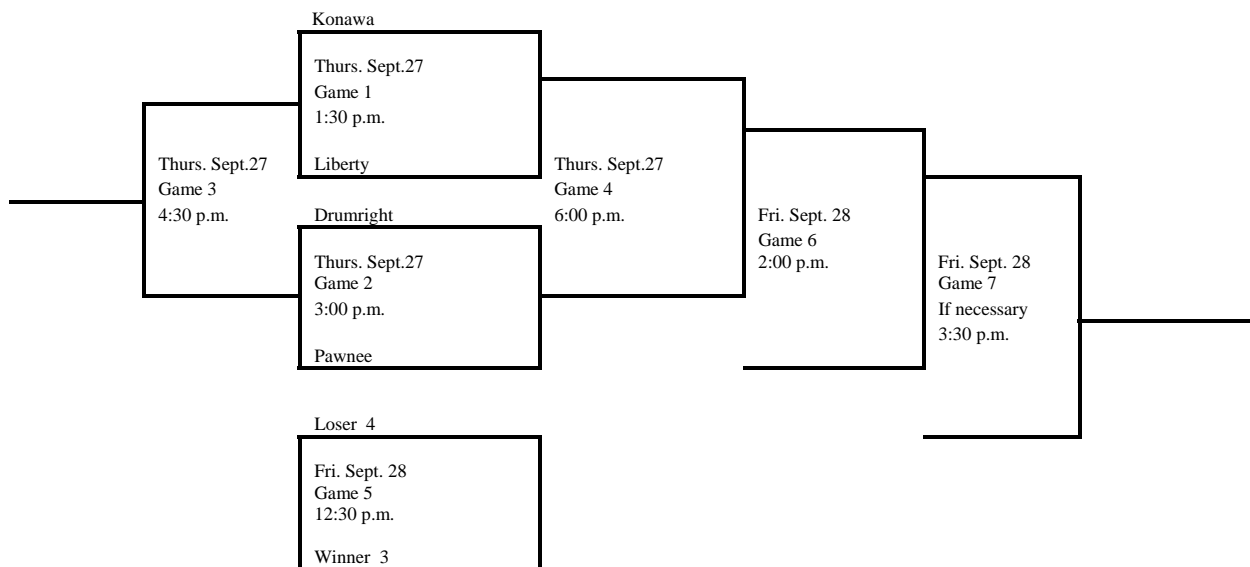 Konawa
Thurs. Sept.27
Game 1
1:30 p.m.
Liberty
Thurs. Sept.27
Game 3
4:30 p.m.
Thurs. Sept.27
Game 4
6:00 p.m.
Drumright
Thurs. Sept.27
Game 2
3:00 p.m.
Pawnee
Fri. Sept. 28
Game 6
2:00 p.m.
Fri. Sept. 28
Game 7
If necessary
3:30 p.m.
Loser 4
Fri. Sept. 28
Game 5
12:30 p.m.
Winner 3